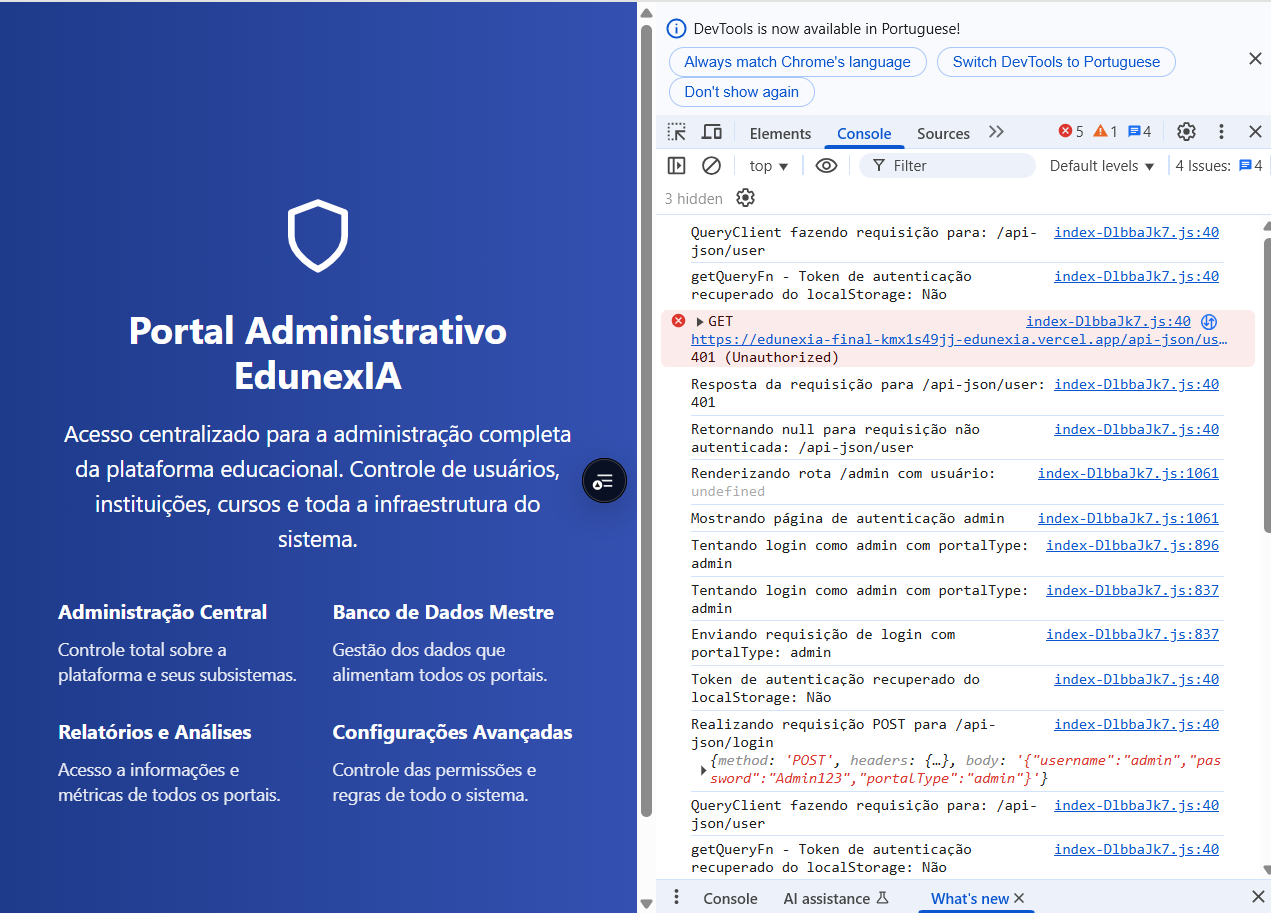 Portal Administrativo
EdunexIA
Acesso centralizado para a administração completa
da plataforma educacional. Controle de usuários,
instituições, cursos e toda a infraestrutura do
sistema.
Administração Central
Controle total sobre a
plataforma e seus subsistemas.
Banco de Dados Mestre
Gestão dos dados que
alimentam todos os portais.
Relatórios e Análises
Acesso a informações e
métricas de todos os portais.
Configurações Avançadas
Controle das permissões e
regras de todo o sistema.
DevTools is now available in Portuguese!
Always match Chrome's language
Switch DevTools to Portuguese
Don't show again
Elements Console Sources 5 1 4
top Filter Default levels 4 Issues: 4
3 hidden
QueryClient fazendo requisição para: /api- index-DlbbaJk7.js:40
json/user
getQueryFn - Token de autenticação index-DlbbaJk7.js:40
recuperado do localStorage: Não
GET index-DlbbaJk7.js:40
https://edunexia-final-kmx1s49jj-edunexia.vercel.app/api-json/us…
401 (Unauthorized)
Resposta da requisição para /api-json/user: index-DlbbaJk7.js:40
401
Retornando null para requisição não index-DlbbaJk7.js:40
autenticada: /api-json/user
Renderizando rota /admin com usuário: index-DlbbaJk7.js:1061
undefined
Mostrando página de autenticação admin index-DlbbaJk7.js:1061
Tentando login como admin com portalType: index-DlbbaJk7.js:896
admin
Tentando login como admin com portalType: index-DlbbaJk7.js:837
admin
Enviando requisição de login com index-DlbbaJk7.js:837
portalType: admin
Token de autenticação recuperado do index-DlbbaJk7.js:40
localStorage: Não
Realizando requisição POST para /api- index-DlbbaJk7.js:40
json/login
{method: 'POST', headers: {…}, body: '{"username":"admin","pas
sword":"Admin123","portalType":"admin"}'}
QueryClient fazendo requisição para: /api- index-DlbbaJk7.js:40
json/user
getQueryFn - Token de autenticação index-DlbbaJk7.js:40
recuperado do localStorage: Não
Console AI assistance What's new